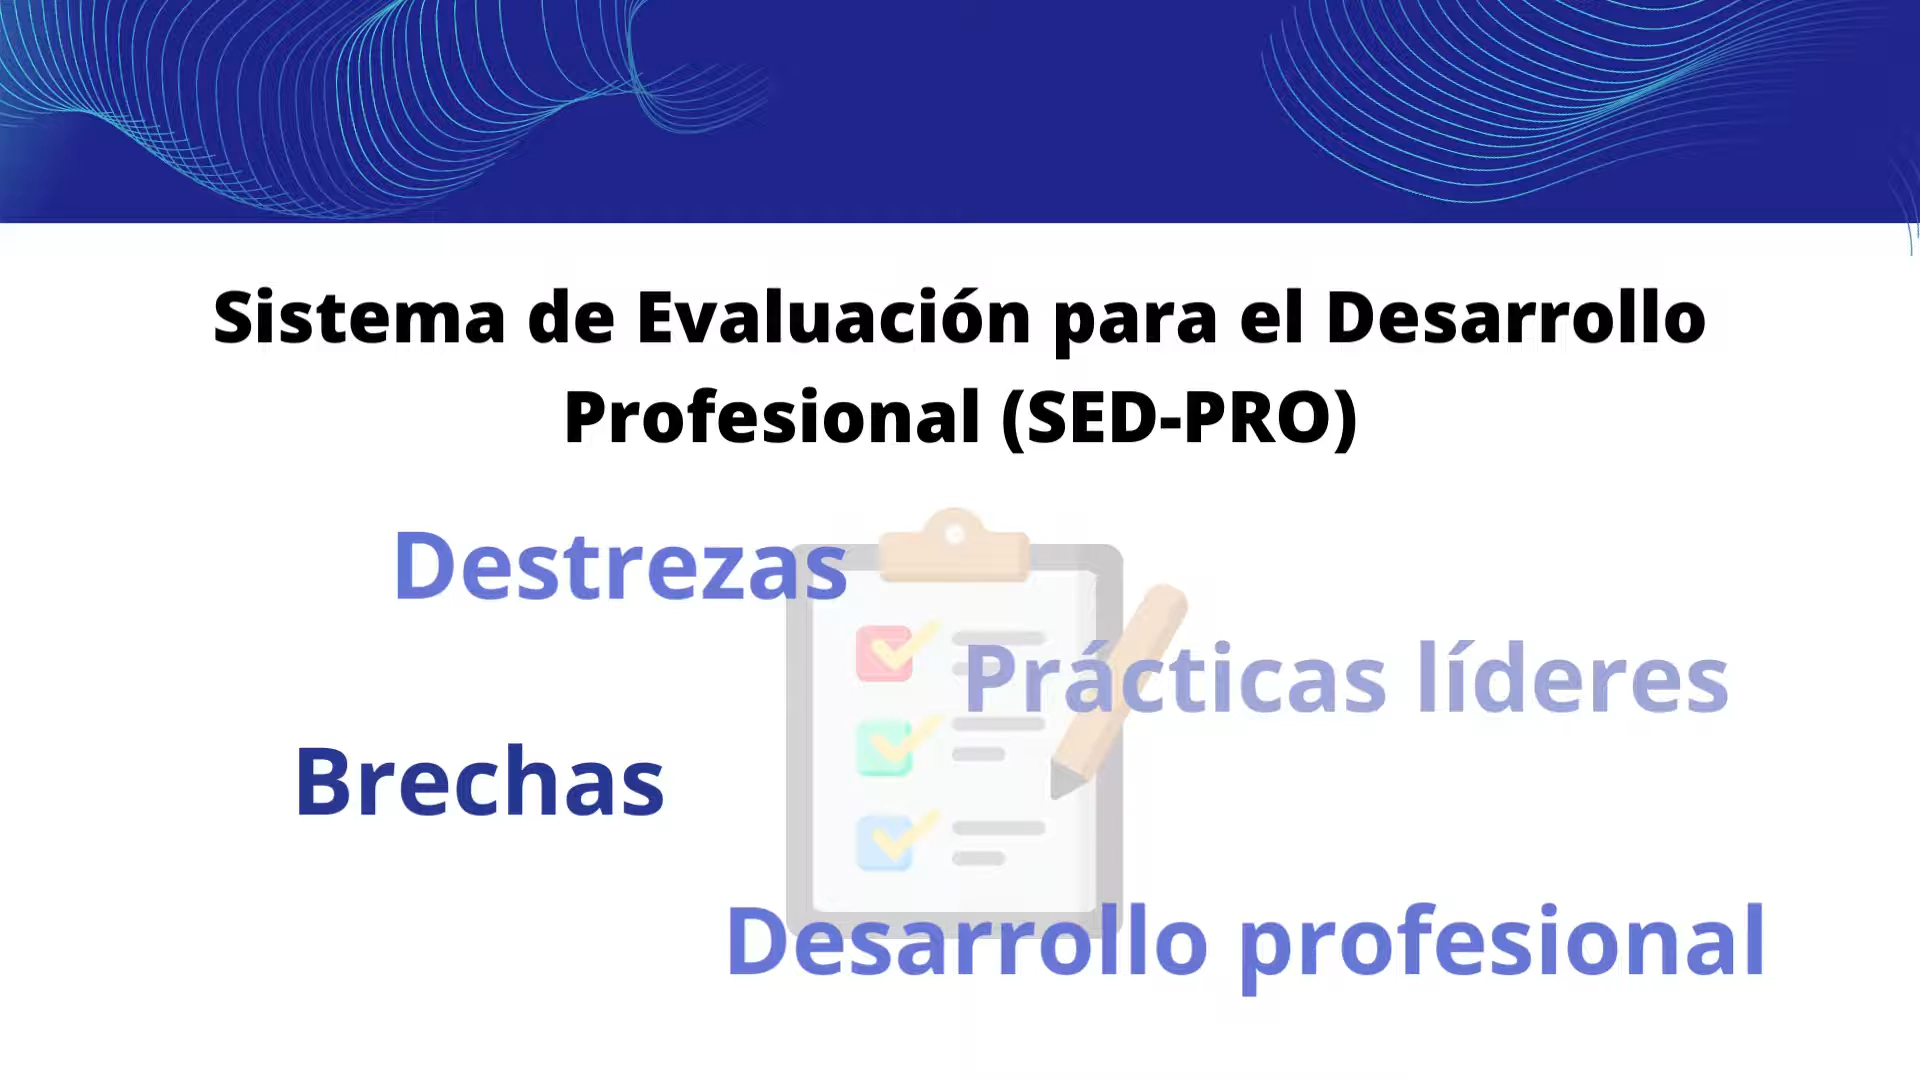 Sistema de Evaluación para el Desarrollo
Profesional (SED-PRO)
Destrezas
Prácticas líderes
Brechas
Desarrollo profesional